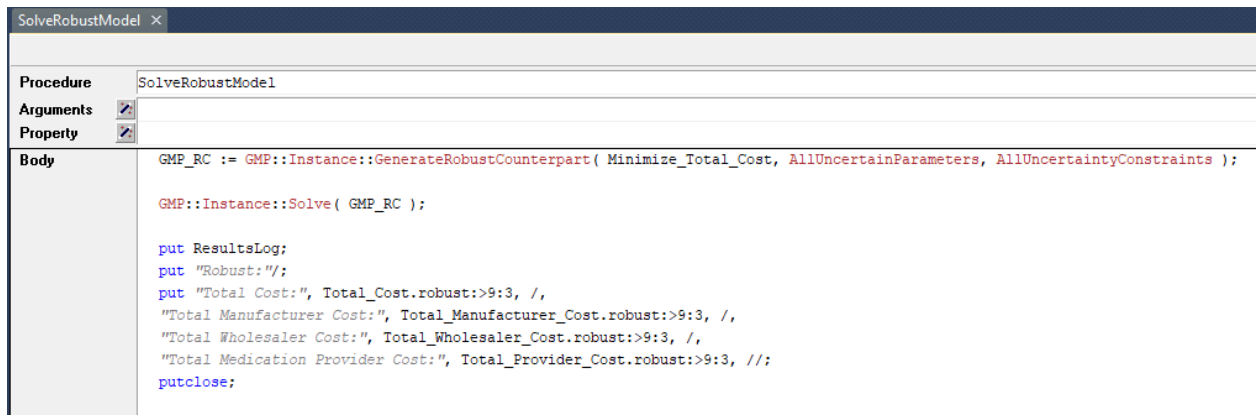 SolveRobustModel ×
Procedure SolveRobustModel
Arguments
Property
Body GMP_RC := GMP::Instance::GenerateRobustCounterpart( Minimize_Total_Cost, AllUncertainParameters, AllUncertaintyConstraints );
GMP::Instance::Solve( GMP_RC );
put ResultsLog;
put "Robust:"/;
put "Total Cost:", Total_Cost.robust:>9:3, /,
"Total Manufacturer Cost:", Total_Manufacturer_Cost.robust:>9:3, /,
"Total Wholesaler Cost:", Total_Wholesaler_Cost.robust:>9:3, /,
"Total Medication Provider Cost:", Total_Provider_Cost.robust:>9:3, //;
putclose;